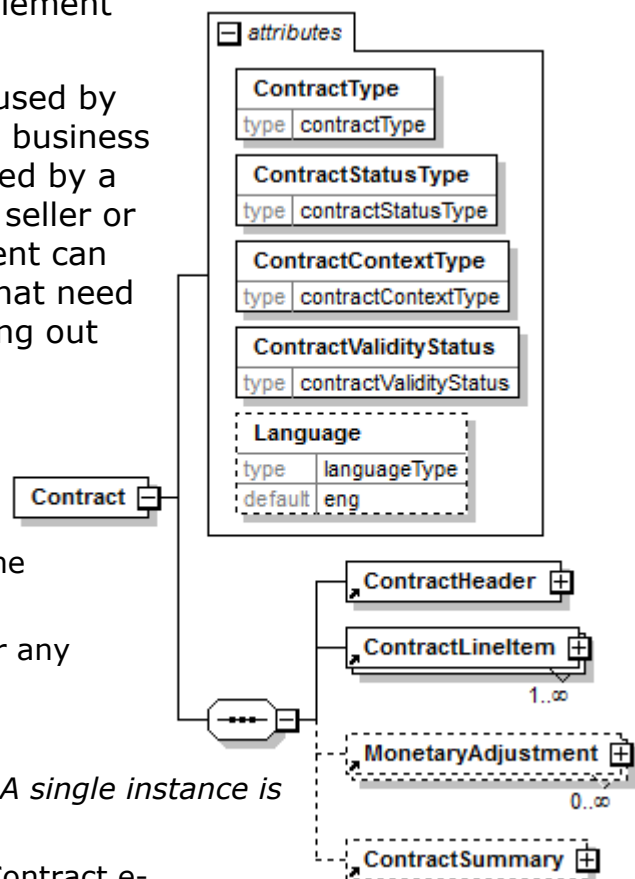 lement
used by
business
ed by a
seller or
ent can
hat need
ng out
ne
r any
A single instance is
Contract e-
attributes
ContractType
type contractType
ContractStatusType
type contractStatusType
ContractContextType
type contractContextType
ContractValidityStatus
type contractValidityStatus
Language
type languageType
default eng
Contract
ContractHeader
ContractLineItem
1..∞
MonetaryAdjustment
0..∞
ContractSummary